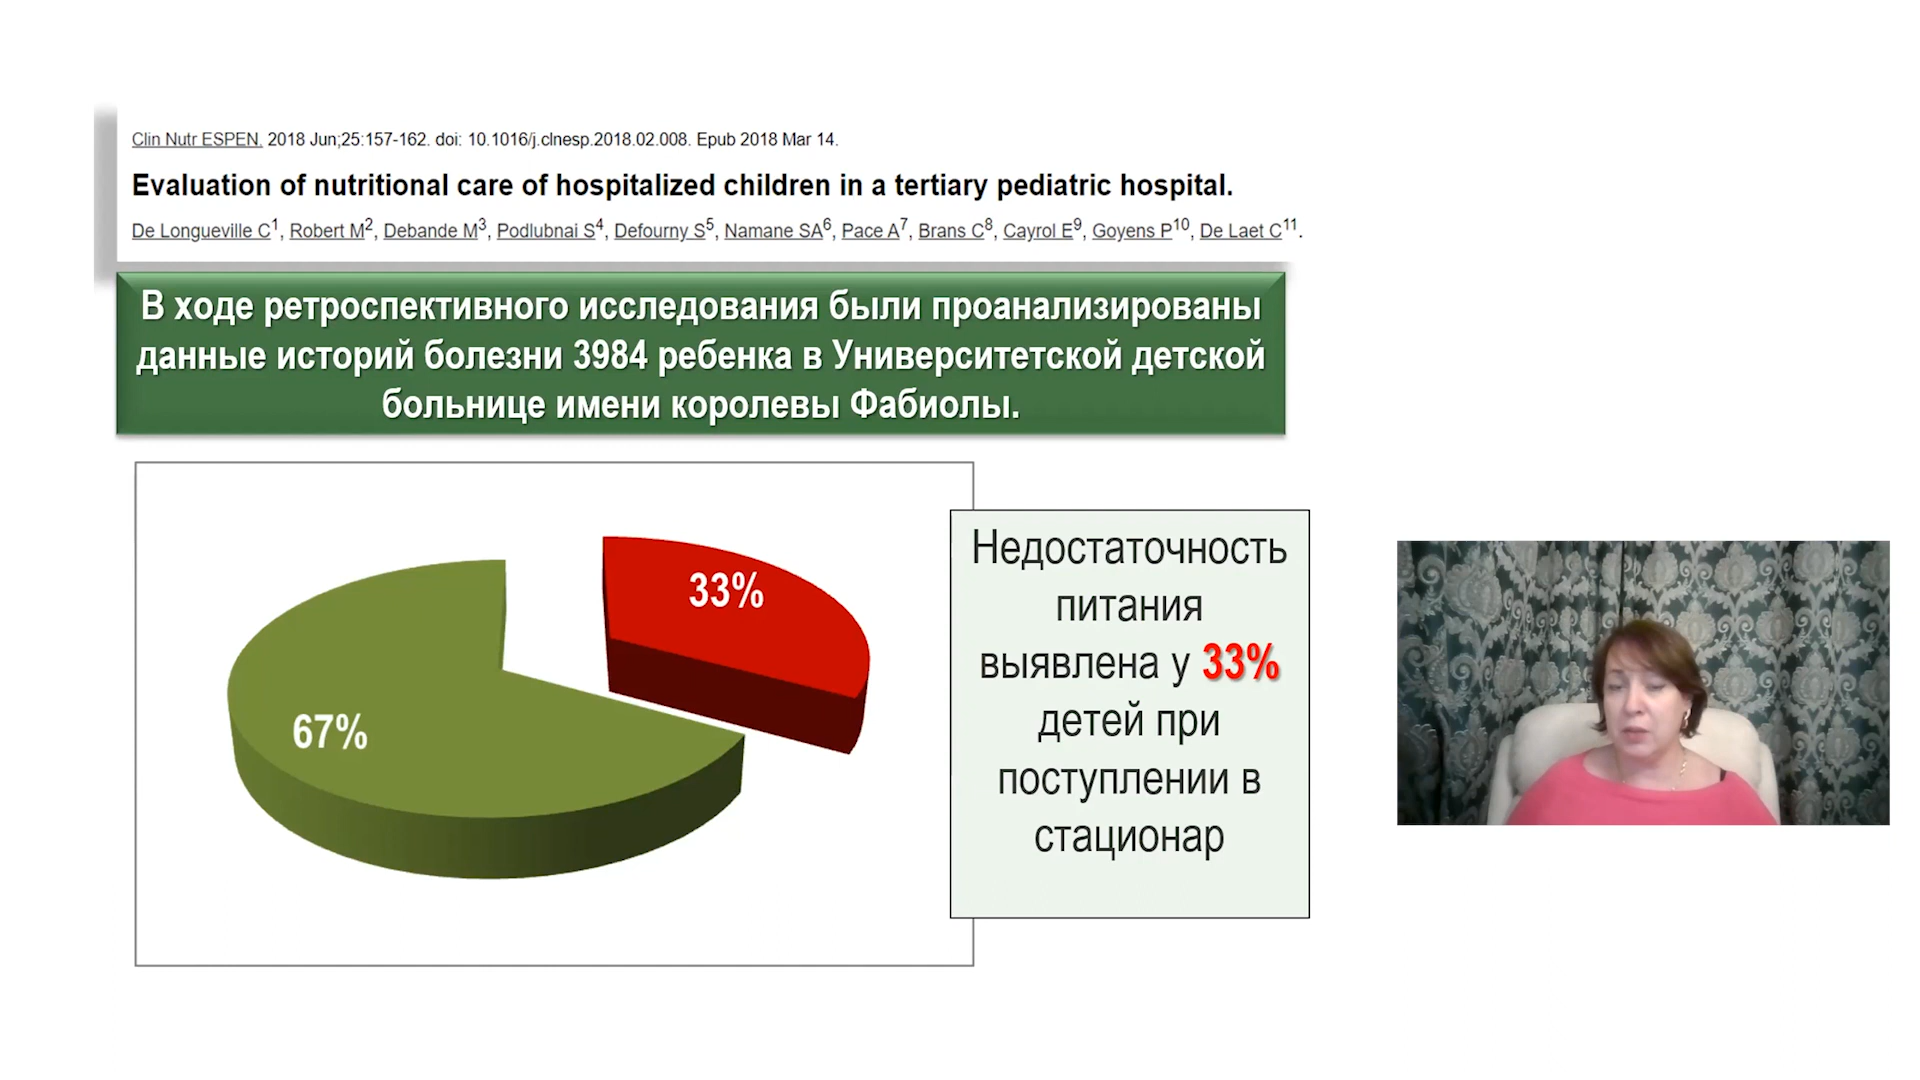 Clin Nutr ESPEN. 2018 Jun;25:157-162. doi: 10.1016/j.clnesp.2018.02.008. Epub 2018 Mar 14.
Evaluation of nutritional care of hospitalized children in a tertiary pediatric hospital.
De Longueville C1, Robert M2, Debande M3, Podlubnai S4, Defourny S5, Namane SA6, Pace A7, Brans C8, Cayrol E9, Goyens P10, De Laet C11.
В ходе ретроспективного исследования были проанализированы
данные историй болезни 3984 ребенка в Университетской детской
больнице имени королевы Фабиолы.
33%
67%
Недостаточность
питания
выявлена у 33%
детей при
поступлении в
стационар